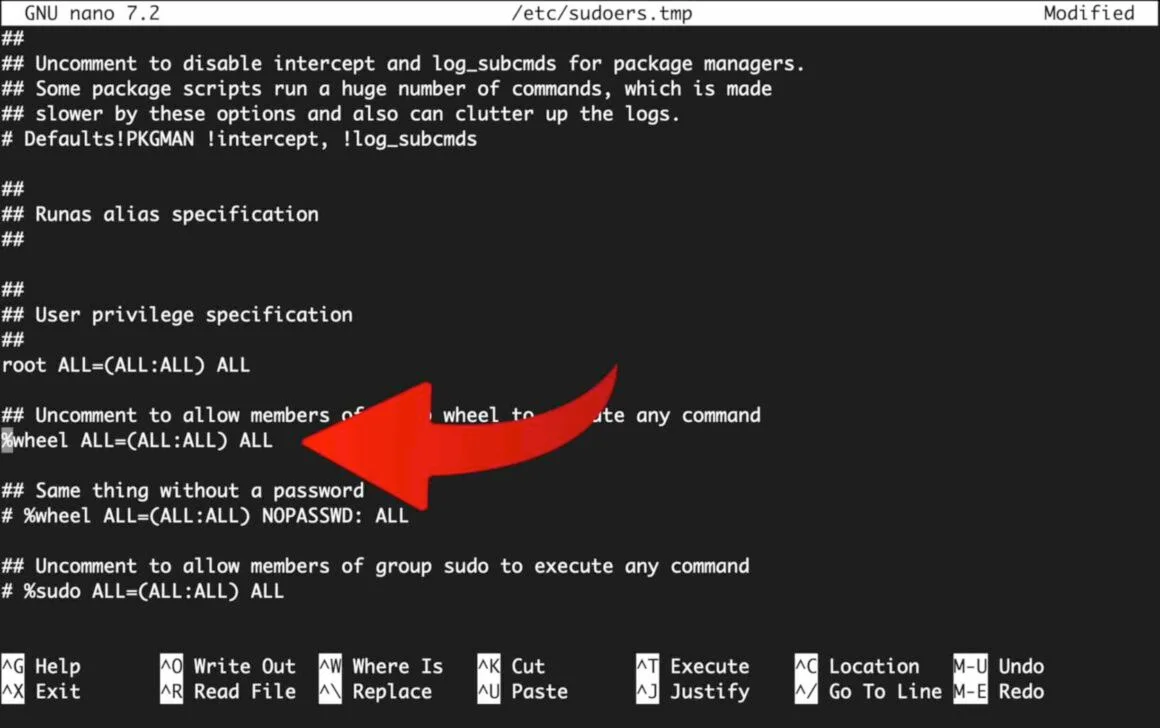 GNU nano 7.2 /etc/sudoers.tmp Modified
##
## Uncomment to disable intercept and log_subcmds for package managers.
## Some package scripts run a huge number of commands, which is made
## slower by these options and also can clutter up the logs.
# Defaults!PKGMAN !intercept, !log_subcmds
##
## Runas alias specification
##
##
## User privilege specification
##
root ALL=(ALL:ALL) ALL
## Uncomment to allow members of wheel to any command
%wheel ALL=(ALL:ALL) ALL
## Same thing without a password
# %wheel ALL=(ALL:ALL) NOPASSWD: ALL
## Uncomment to allow members of group sudo to execute any command
# %sudo ALL=(ALL:ALL) ALL
^G Help ^O Write Out ^W Where Is ^K Cut ^T Execute ^C Location M-U Undo
^X Exit ^R Read File ^\ Replace ^U Paste ^J Justify ^/ Go To Line M-E Redo